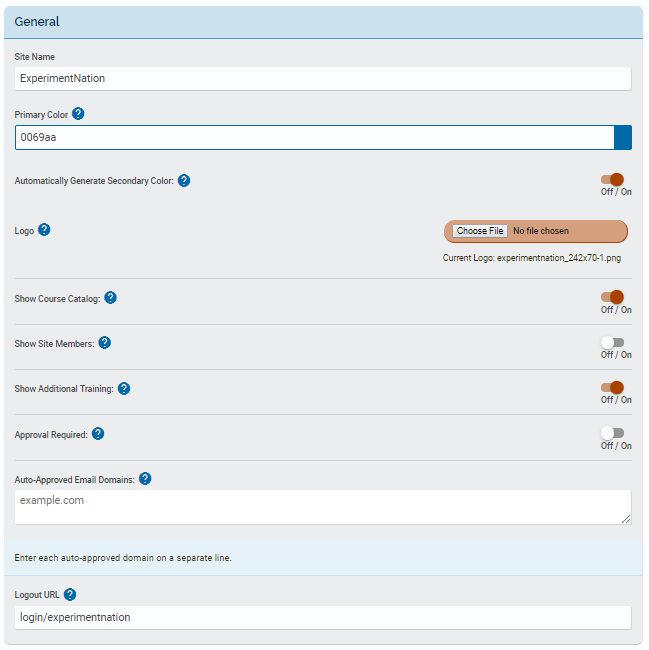 General
Site Name
ExperimentNation
Primary Color ?
0069aa
Automatically Generate Secondary Color: ?
Off / On
Logo ?
Choose File No file chosen
Current Logo: experimentnation_242x70-1.png
Show Course Catalog: ?
Off / On
Show Site Members: ?
Off / On
Show Additional Training: ?
Off / On
Approval Required: ?
Off / On
Auto-Approved Email Domains: ?
example.com
Enter each auto-approved domain on a separate line.
Logout URL ?
login/experimentnation